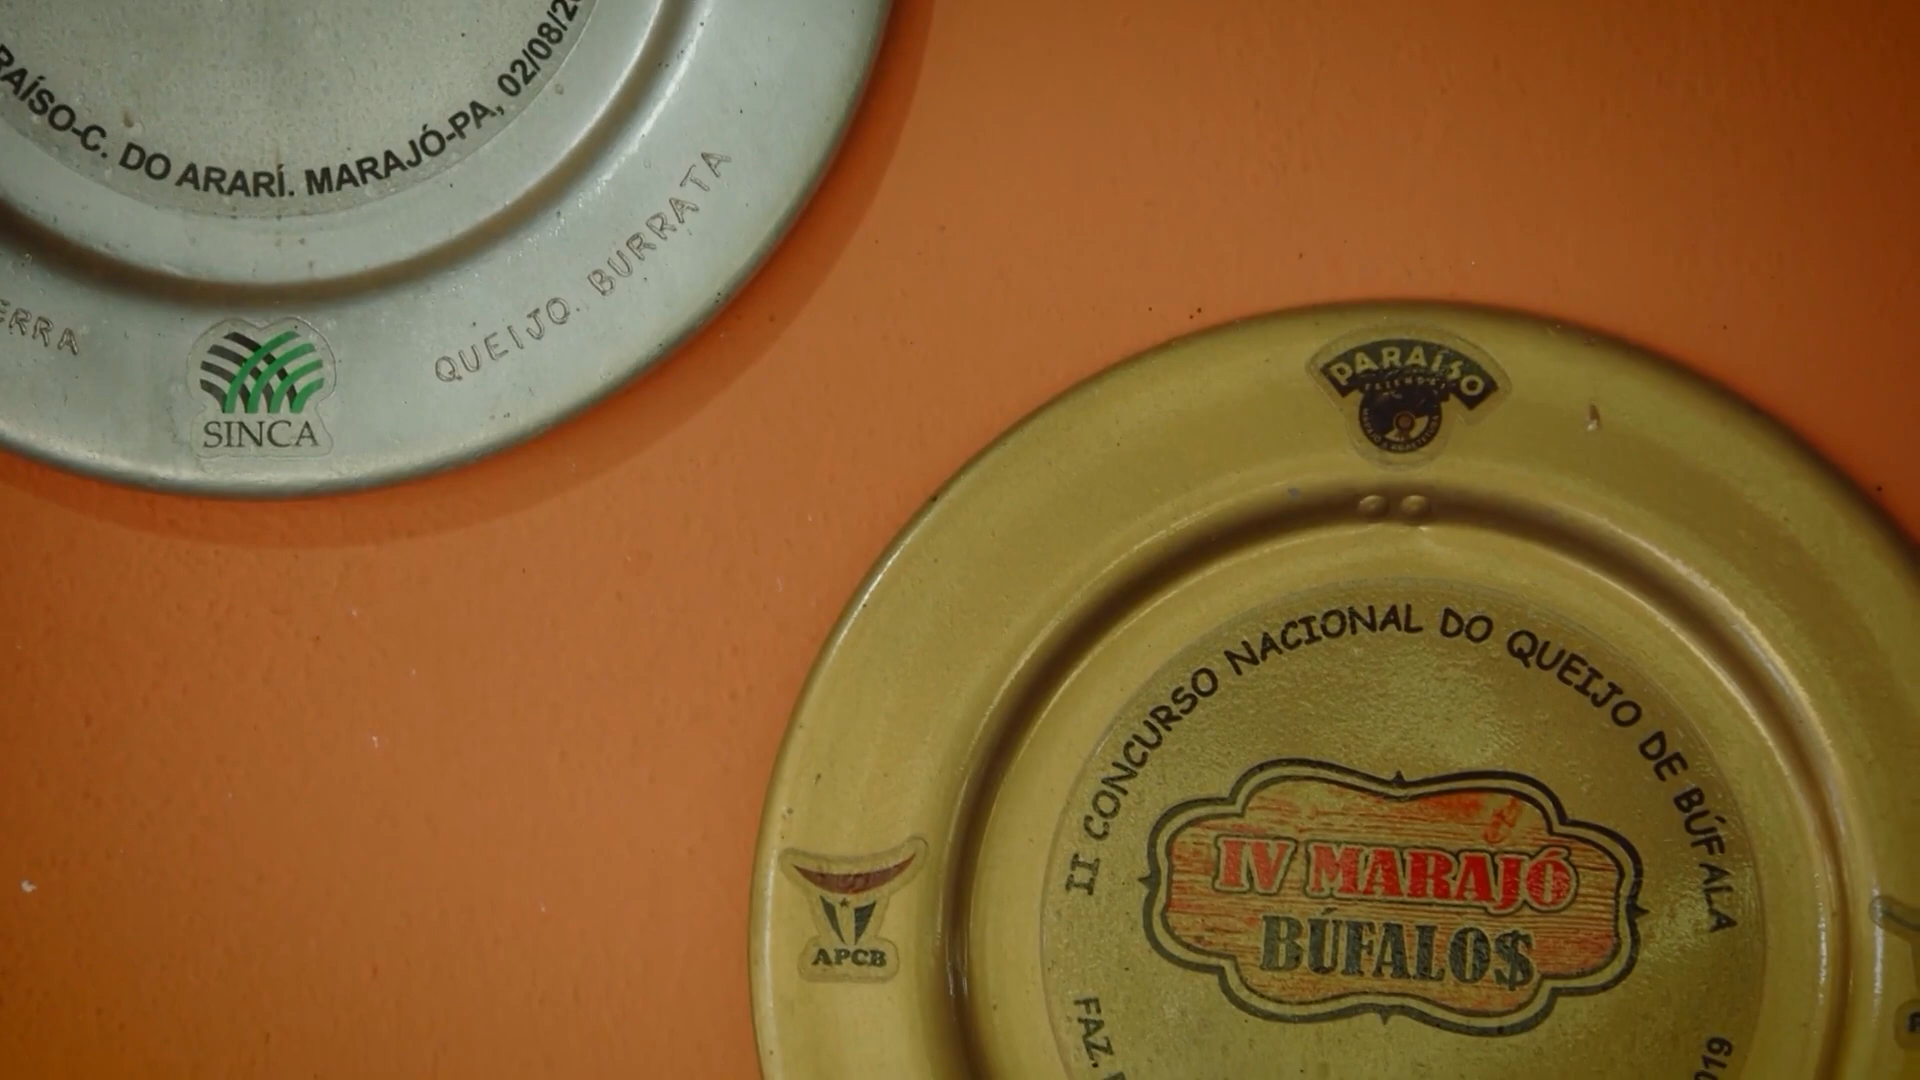 RAÍSO-C. DO ARARÍ. MARAJÓ-PA, 02/08/20
ERRA
SINCA
QUEIJO. BURRATA
PARAÍSO
II CONCURSO NACIONAL DO QUEIJO DE BÚFALA
IV MARAJÓ
BÚFALO$
APCB
FAZ.
019